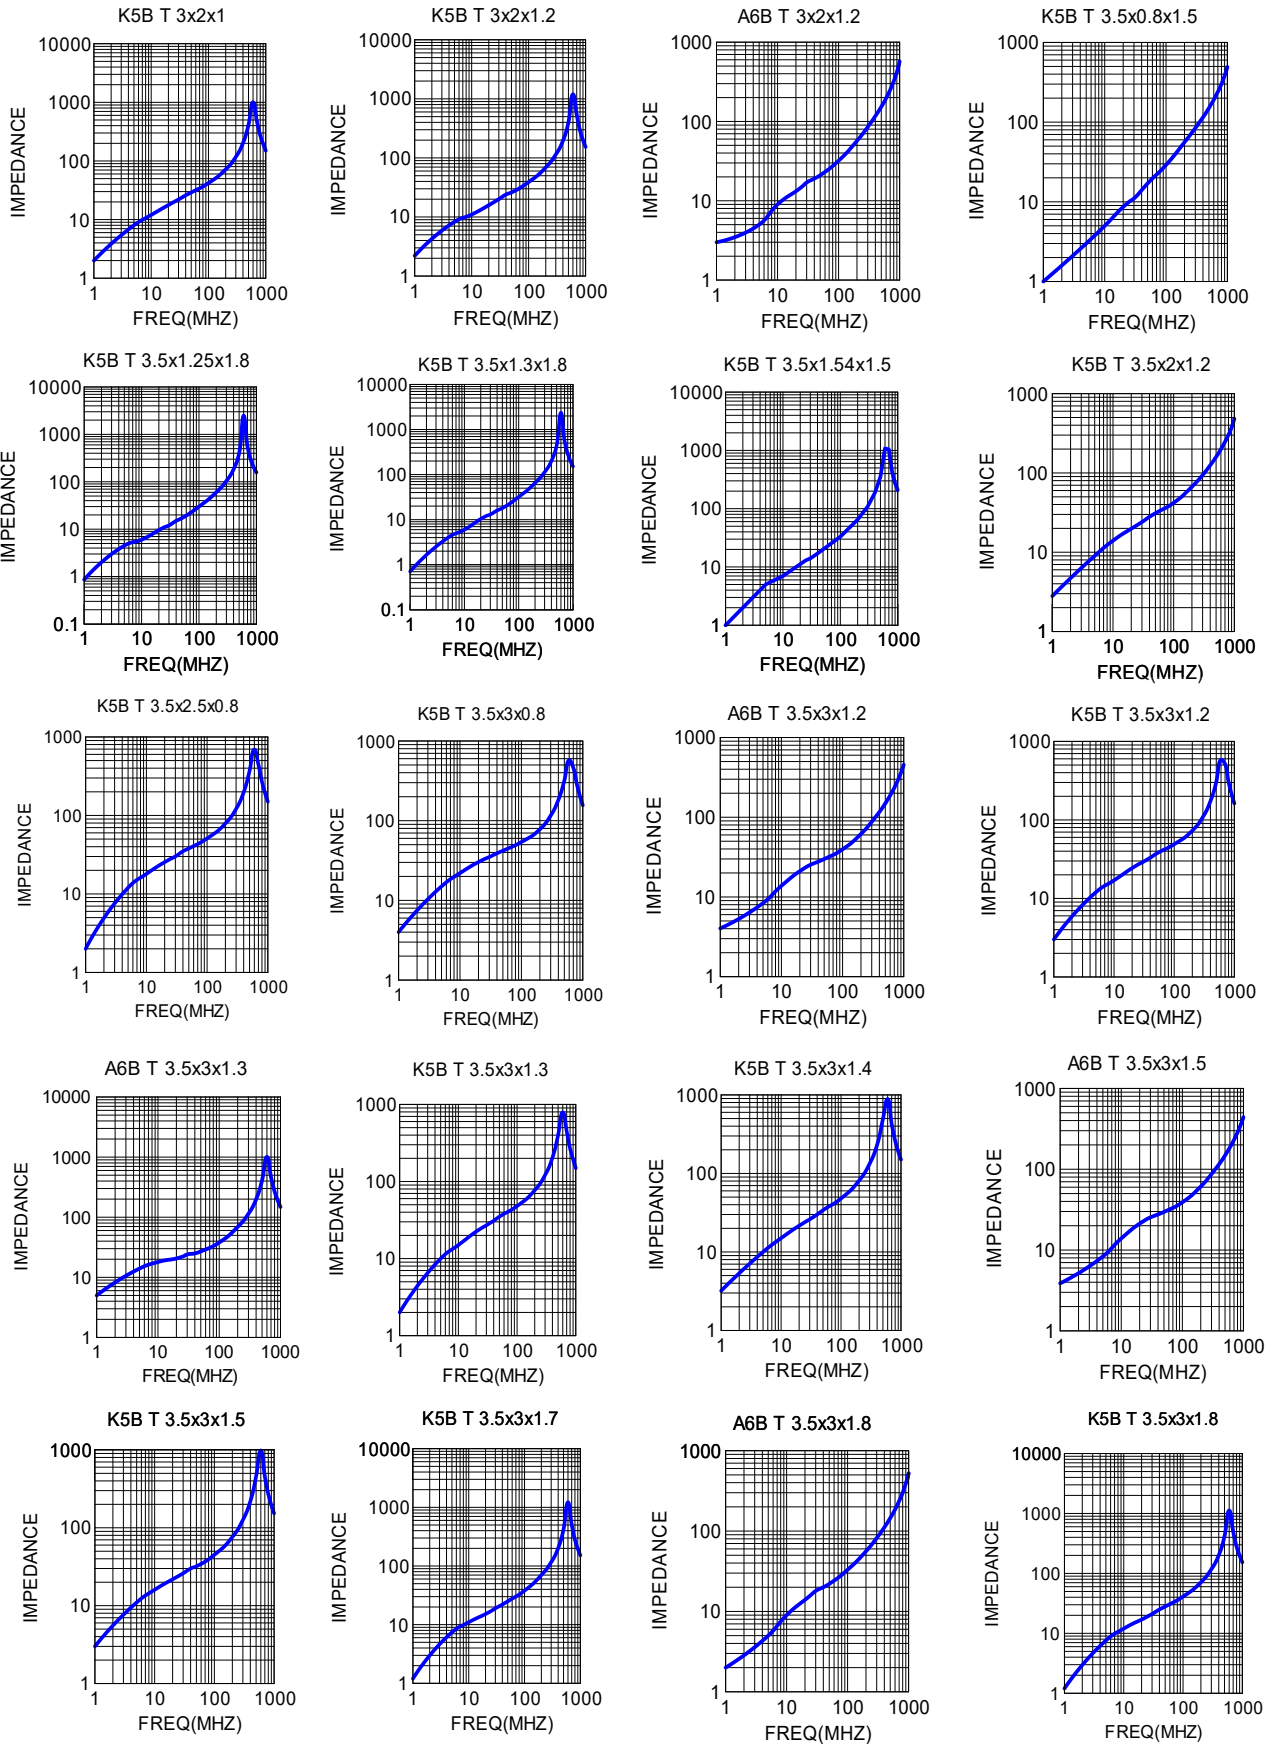 K5B T 3x2x1
10000
1000
100
10
1
1 10 100 1000
IMPEDANCE
FREQ(MHZ)
K5B T 3x2x1.2
10000
1000
100
10
1
1 10 100 1000
IMPEDANCE
FREQ(MHZ)
A6B T 3x2x1.2
1000
100
10
1
1 10 100 1000
IMPEDANCE
FREQ(MHZ)
K5B T 3.5x0.8x1.5
1000
100
10
1
1 10 100 1000
IMPEDANCE
FREQ(MHZ)
K5B T 3.5x1.25x1.8
10000
1000
100
10
1
0.1
1 10 100 1000
IMPEDANCE
FREQ(MHZ)
K5B T 3.5x1.3x1.8
10000
1000
100
10
1
0.1
1 10 100 1000
IMPEDANCE
FREQ(MHZ)
K5B T 3.5x1.54x1.5
10000
1000
100
10
1
1 10 100 1000
IMPEDANCE
FREQ(MHZ)
K5B T 3.5x2x1.2
1000
100
10
1
1 10 100 1000
IMPEDANCE
FREQ(MHZ)
K5B T 3.5x2.5x0.8
1000
100
10
1
1 10 100 1000
IMPEDANCE
FREQ(MHZ)
K5B T 3.5x3x0.8
1000
100
10
1
1 10 100 1000
IMPEDANCE
FREQ(MHZ)
A6B T 3.5x3x1.2
1000
100
10
1
1 10 100 1000
IMPEDANCE
FREQ(MHZ)
K5B T 3.5x3x1.2
1000
100
10
1
1 10 100 1000
IMPEDANCE
FREQ(MHZ)
A6B T 3.5x3x1.3
10000
1000
100
10
1
1 10 100 1000
IMPEDANCE
FREQ(MHZ)
K5B T 3.5x3x1.3
1000
100
10
1
1 10 100 1000
IMPEDANCE
FREQ(MHZ)
K5B T 3.5x3x1.4
1000
100
10
1
1 10 100 1000
IMPEDANCE
FREQ(MHZ)
A6B T 3.5x3x1.5
1000
100
10
1
1 10 100 1000
IMPEDANCE
FREQ(MHZ)
K5B T 3.5x3x1.5
1000
100
10
1
1 10 100 1000
IMPEDANCE
FREQ(MHZ)
K5B T 3.5x3x1.7
10000
1000
100
10
1
1 10 100 1000
IMPEDANCE
FREQ(MHZ)
A6B T 3.5x3x1.8
1000
100
10
1
1 10 100 1000
IMPEDANCE
FREQ(MHZ)
K5B T 3.5x3x1.8
10000
1000
100
10
1
1 10 100 1000
IMPEDANCE
FREQ(MHZ)